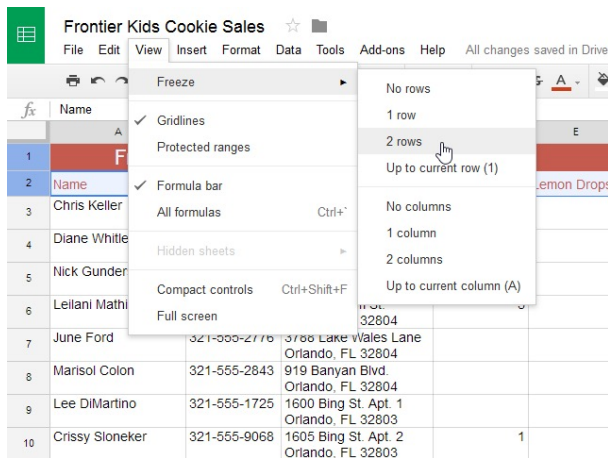 Frontier Kids Cookie Sales
File Edit View Insert Format Data Tools Add-ons Help All changes saved in Drive
fx Name
Freeze
Gridlines
Protected ranges
Formula bar
All formulas Ctrl+`
Hidden sheets
Compact controls Ctrl+Shift+F
Full screen
No rows
1 row
2 rows
Up to current row (1)
No columns
1 column
2 columns
Up to current column (A)
A E
1 F
2 Name Lemon Drops
3 Chris Keller
4 Diane Whitle
5 Nick Gunder
6 Leilani Mathi St.
32804
7 June Ford 321-555-2776 3788 Lake Wales Lane
Orlando, FL 32804
8 Marisol Colon 321-555-2843 919 Banyan Blvd.
Orlando, FL 32804
9 Lee DiMartino 321-555-1725 1600 Bing St. Apt. 1
Orlando, FL 32803
10 Crissy Sloneker 321-555-9068 1605 Bing St. Apt. 2 1
Orlando, FL 32803